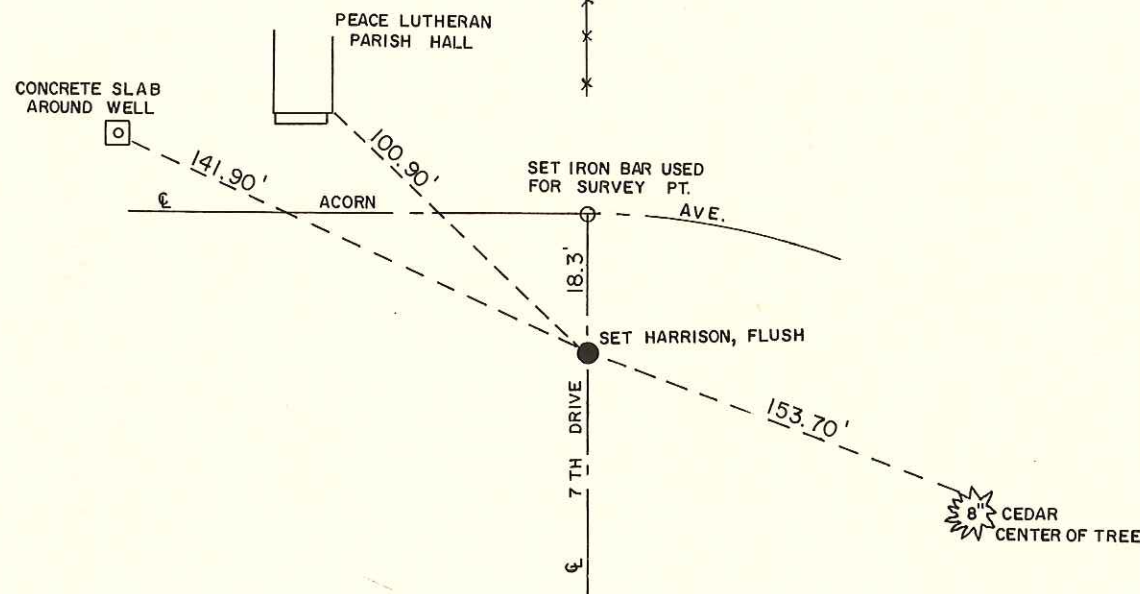 PEACE LUTHERAN
PARISH HALL
CONCRETE SLAB
AROUND WELL
141.90'
100.90'
SET IRON BAR USED
FOR SURVEY PT.
℄
ACORN
AVE.
18.3'
SET HARRISON, FLUSH
7TH DRIVE
℄
153.70'
8" CEDAR
CENTER OF TREE